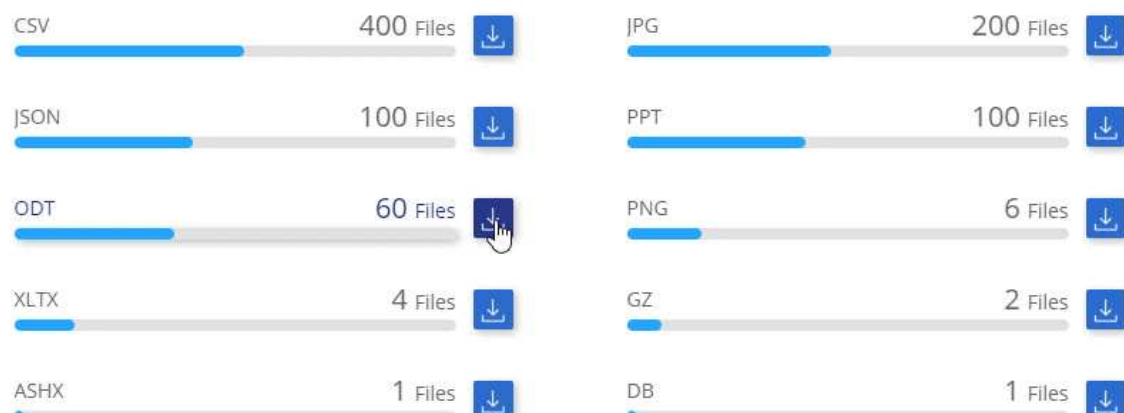 CSV 400 Files JPG 200 Files
JSON 100 Files PPT 100 Files
ODT 60 Files PNG 6 Files
XLTX 4 Files GZ 2 Files
ASHX 1 Files DB 1 Files